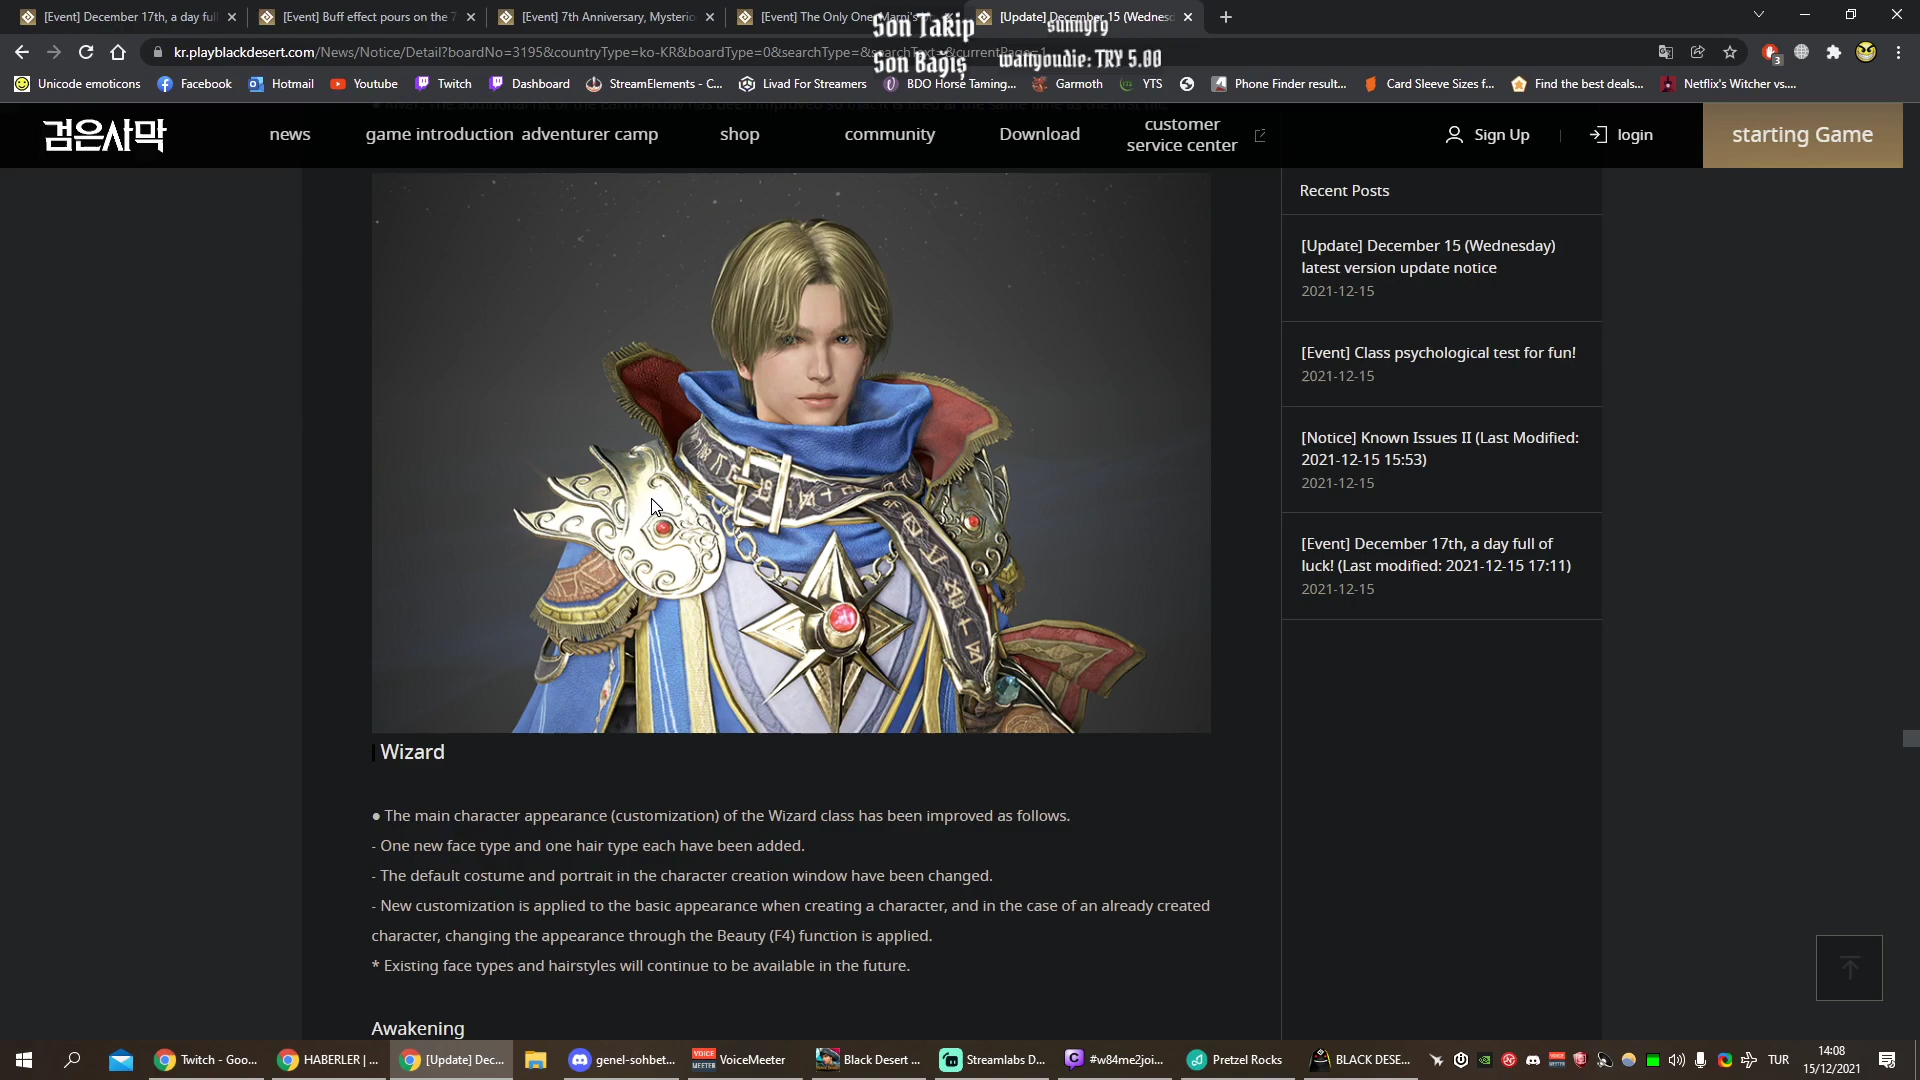 [Event] December 17th, a day full
[Event] Buff effect pours on the 7
[Event] 7th Anniversary, Mysterio
[Event] The Only One Marni's
[Update] December 15 (Wednesd
Son Takip
sunnyfy
kr.playblackdesert.com/News/Notice/Detail?boardNo=3195&countryType=ko-KR&boardType=0&searchType=&searchText=&currentPage=1
Son Bağış
wanyoudie: TRY 5.00
3
Unicode emoticons
Facebook
Hotmail
Youtube
Twitch
Dashboard
StreamElements - C...
Livad For Streamers
BDO Horse Taming...
Garmoth
YTS
Phone Finder result...
Card Sleeve Sizes f...
Find the best deals...
Netflix's Witcher vs....
검은사막
news
game introduction
adventurer camp
shop
community
Download
customer
service center
Sign Up
login
starting Game
Recent Posts
[Update] December 15 (Wednesday)
latest version update notice
2021-12-15
[Event] Class psychological test for fun!
2021-12-15
[Notice] Known Issues II (Last Modified:
2021-12-15 15:53)
2021-12-15
[Event] December 17th, a day full of
luck! (Last modified: 2021-12-15 17:11)
2021-12-15
Wizard
● The main character appearance (customization) of the Wizard class has been improved as follows.
- One new face type and one hair type each have been added.
- The default costume and portrait in the character creation window have been changed.
- New customization is applied to the basic appearance when creating a character, and in the case of an already created
character, changing the appearance through the Beauty (F4) function is applied.
* Existing face types and hairstyles will continue to be available in the future.
Awakening
Twitch - Goo...
HABERLER | ...
[Update] Dec...
genel-sohbet...
VoiceMeeter
Black Desert ...
Streamlabs D...
#w84me2joi...
Pretzel Rocks
BLACK DESE...
TUR
14:08
15/12/2021